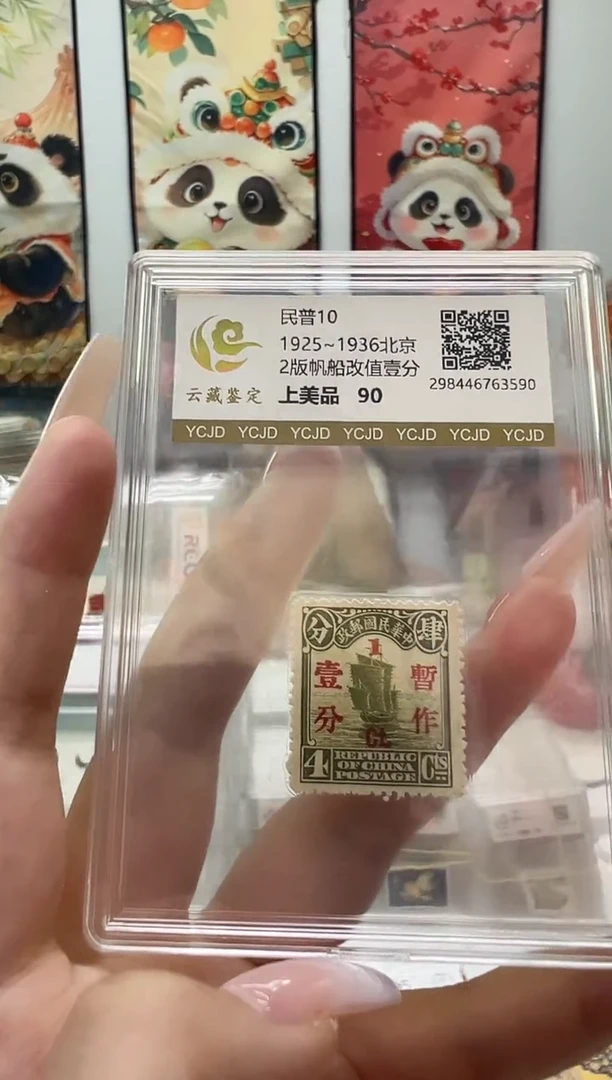 民普10
1925~1936北京
2版帆船改值壹分
云藏鉴定
上美品 90
298446763590
YCJD YCJD YCJD YCJD YCJD YCJD YCJD
分 政郵國民華中 肆
1
壹 暫
分 作
Ct.
4 REPUBLIC OF CHINA POSTAGE Cts